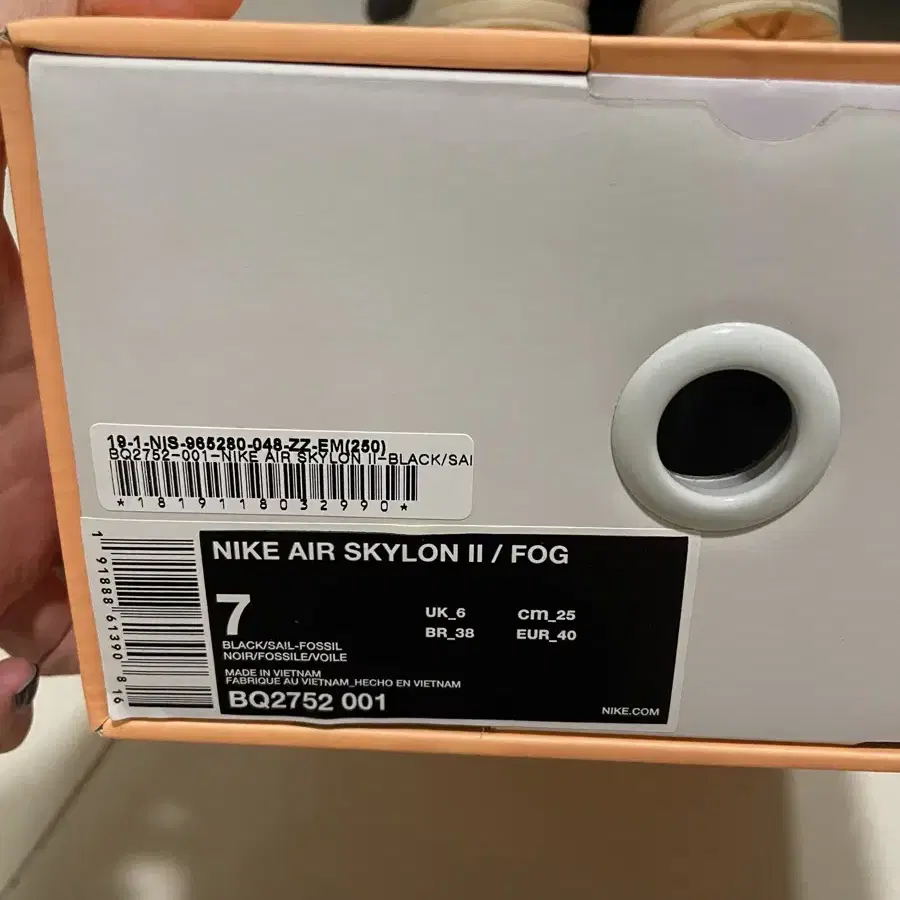 19-1-NIS-965280-048-ZZ-EM(250)
BQ2752-001-NIKE AIR SKYLON II-BLACK/SAI
*1819118032990*
1 91888 61390 8 16
NIKE AIR SKYLON II / FOG
7
UK_6 cm_25
BR_38 EUR_40
BLACK/SAIL-FOSSIL
NOIR/FOSSILE/VOILE
MADE IN VIETNAM
FABRIQUE AU VIETNAM_HECHO EN VIETNAM
BQ2752 001
NIKE.COM